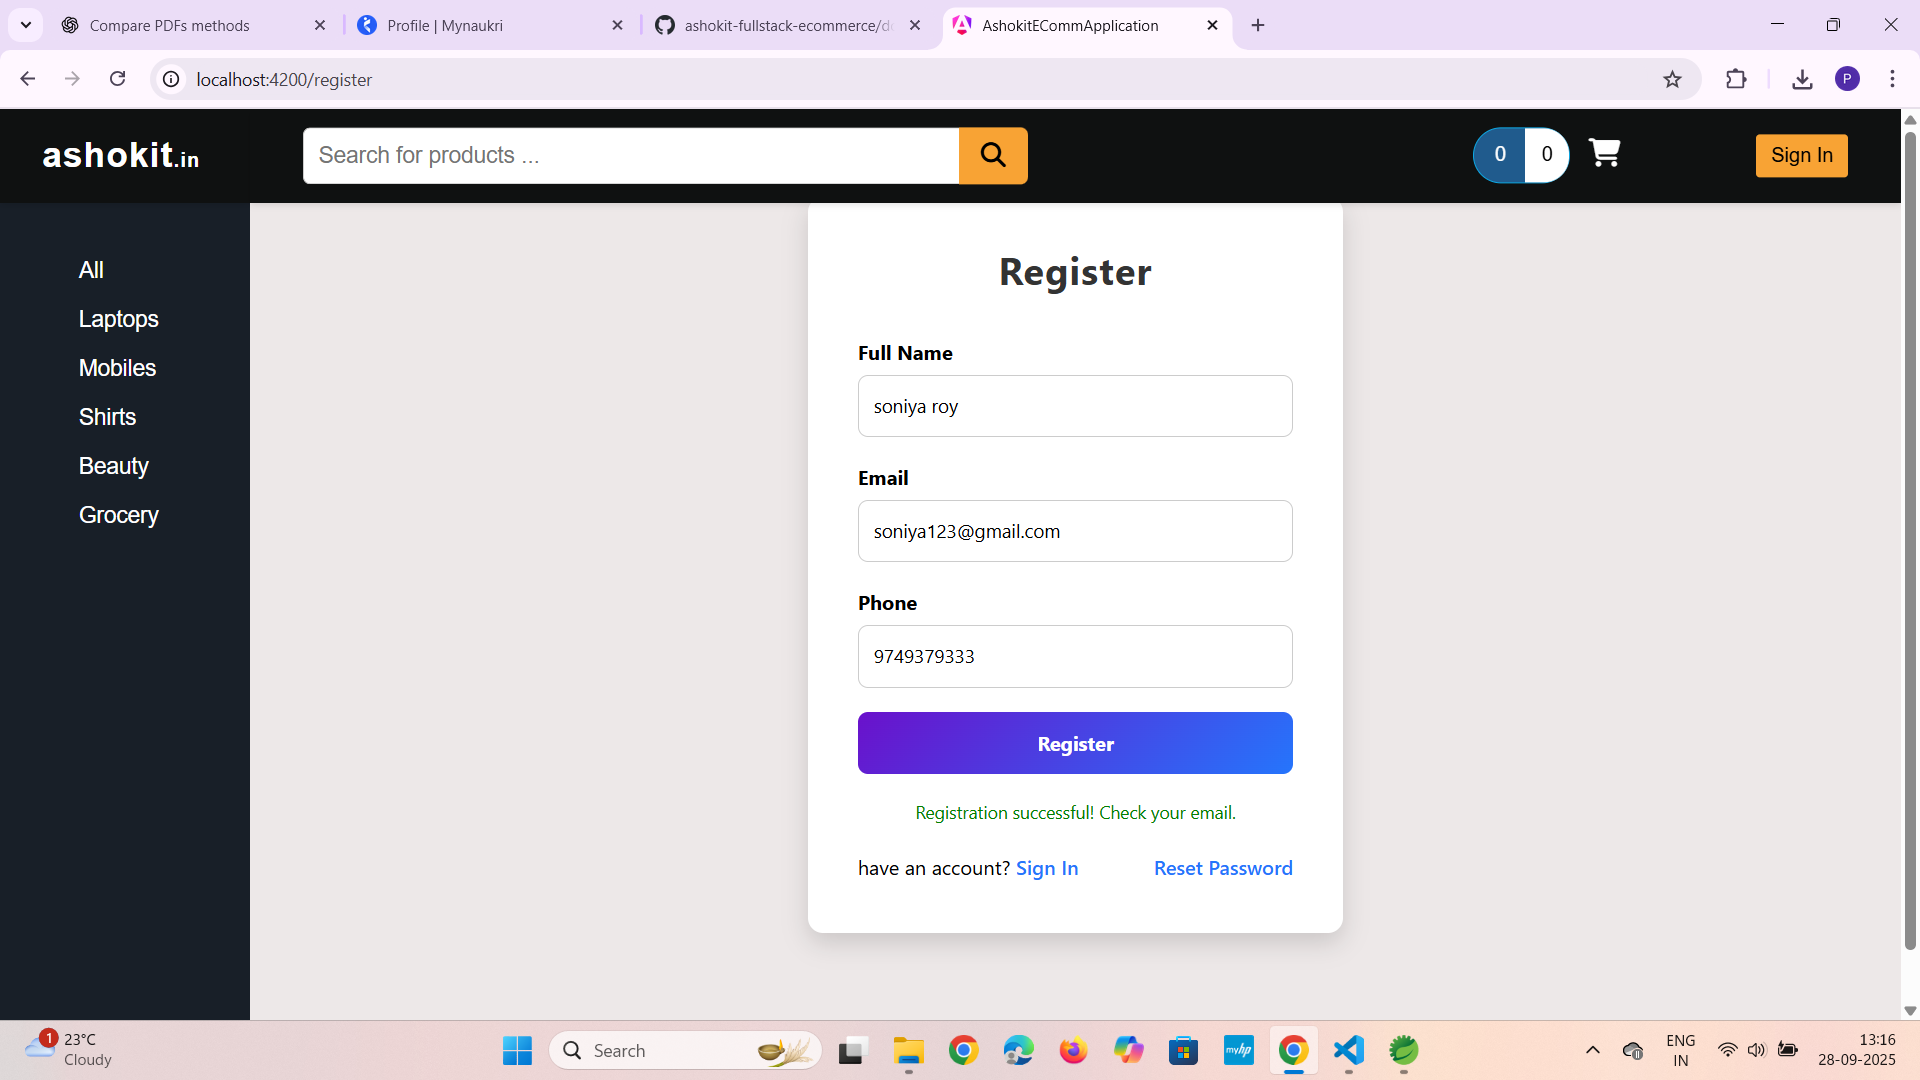 Compare PDFs methods
Profile | Mynaukri
ashokit-fullstack-ecommerce/d
AshokitECommApplication
localhost:4200/register
P
ashokit.in
Search for products ...
0 0
Sign In
All
Laptops
Mobiles
Shirts
Beauty
Grocery
Register
Full Name
soniya roy
Email
soniya123@gmail.com
Phone
9749379333
Register
Registration successful! Check your email.
have an account? Sign In Reset Password
1
23°C
Cloudy
Search
myhp
ENG
IN
13:16
28-09-2025